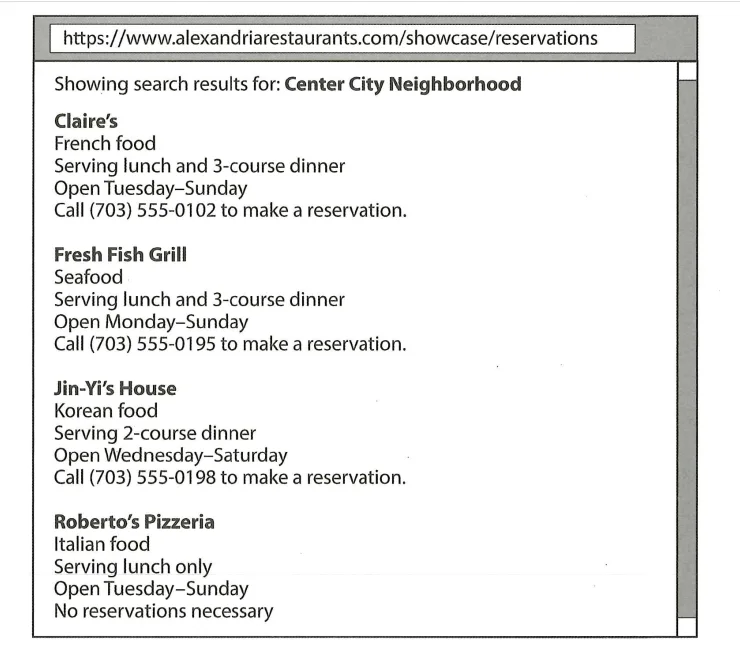 https://www.alexandriarestaurants.com/showcase/reservations
Showing search results for: Center City Neighborhood
Claire's
French food
Serving lunch and 3-course dinner
Open Tuesday–Sunday
Call (703) 555-0102 to make a reservation.
Fresh Fish Grill
Seafood
Serving lunch and 3-course dinner
Open Monday–Sunday
Call (703) 555-0195 to make a reservation.
Jin-Yi's House
Korean food
Serving 2-course dinner
Open Wednesday–Saturday
Call (703) 555-0198 to make a reservation.
Roberto's Pizzeria
Italian food
Serving lunch only
Open Tuesday–Sunday
No reservations necessary